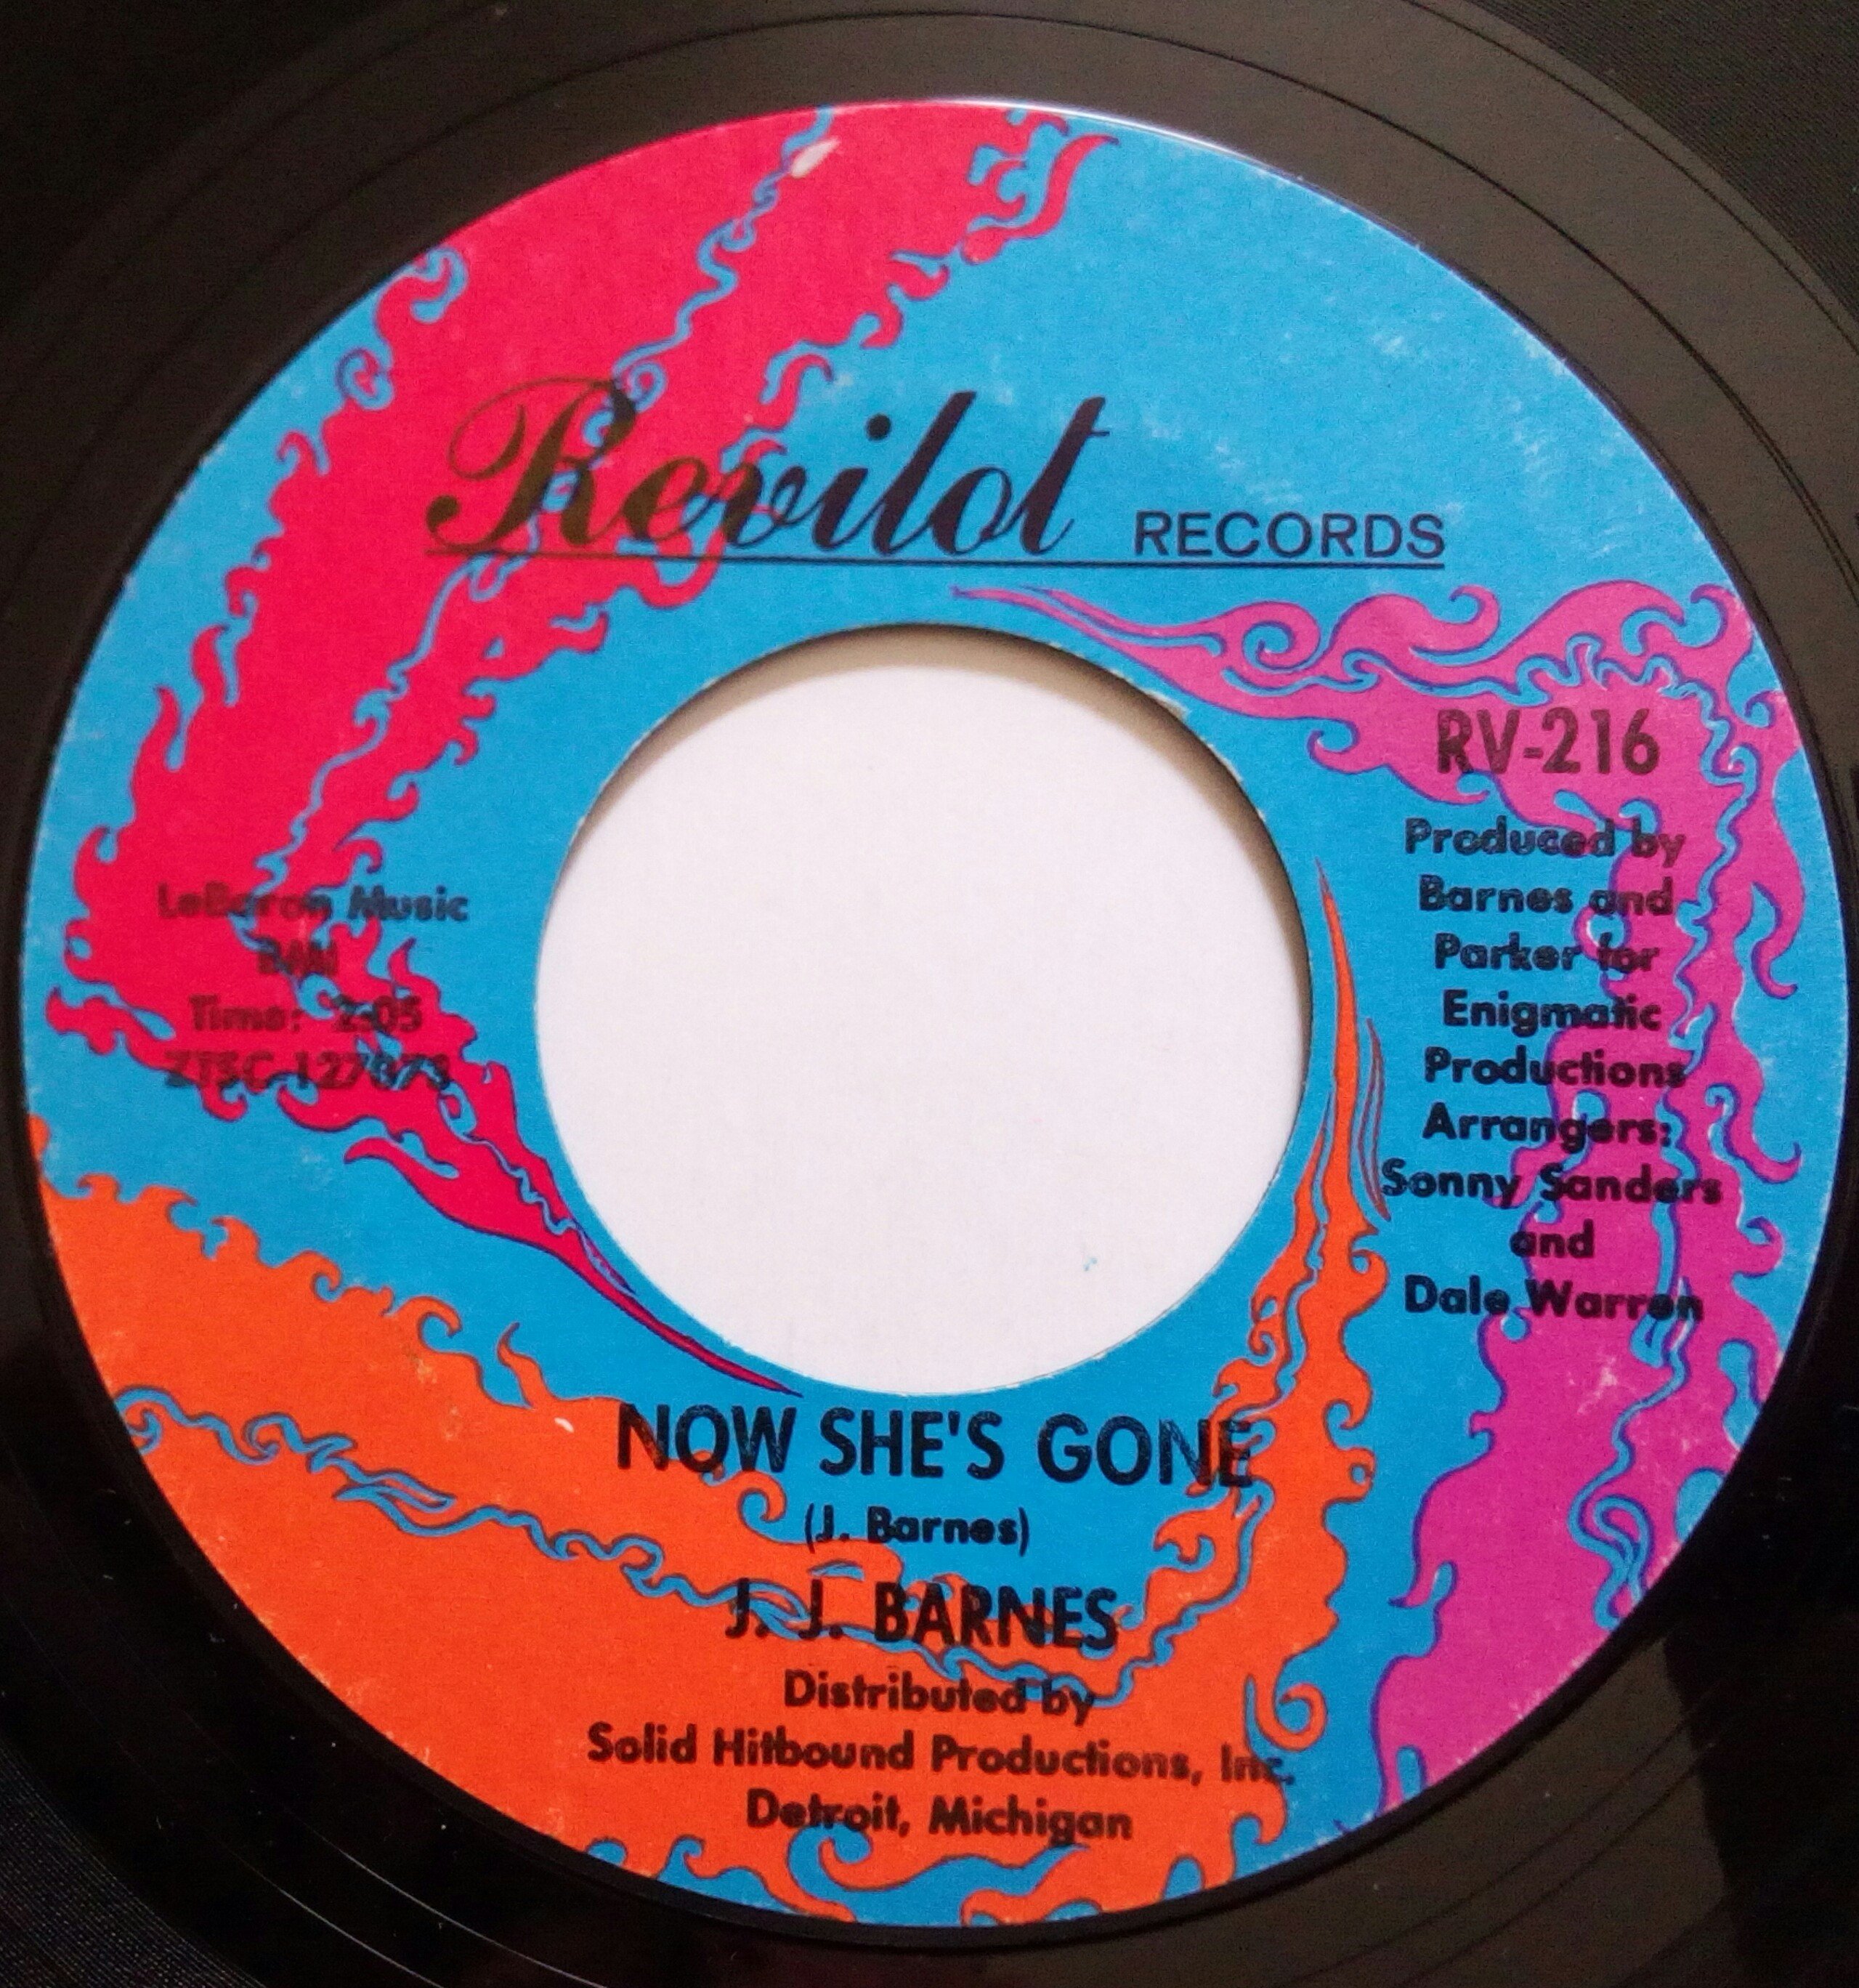 Revilot RECORDS
RV-216
Produced by
Barnes and
Parker for
Enigmatic
Productions
Arrangers:
Sonny Sanders
and
Dale Warren
LeBaron Music
BMI
Time: 2:05
NOW SHE'S GONE
(J. Barnes)
J. J. BARNES
Distributed by
Solid Hitbound Productions, Inc.
Detroit, Michigan